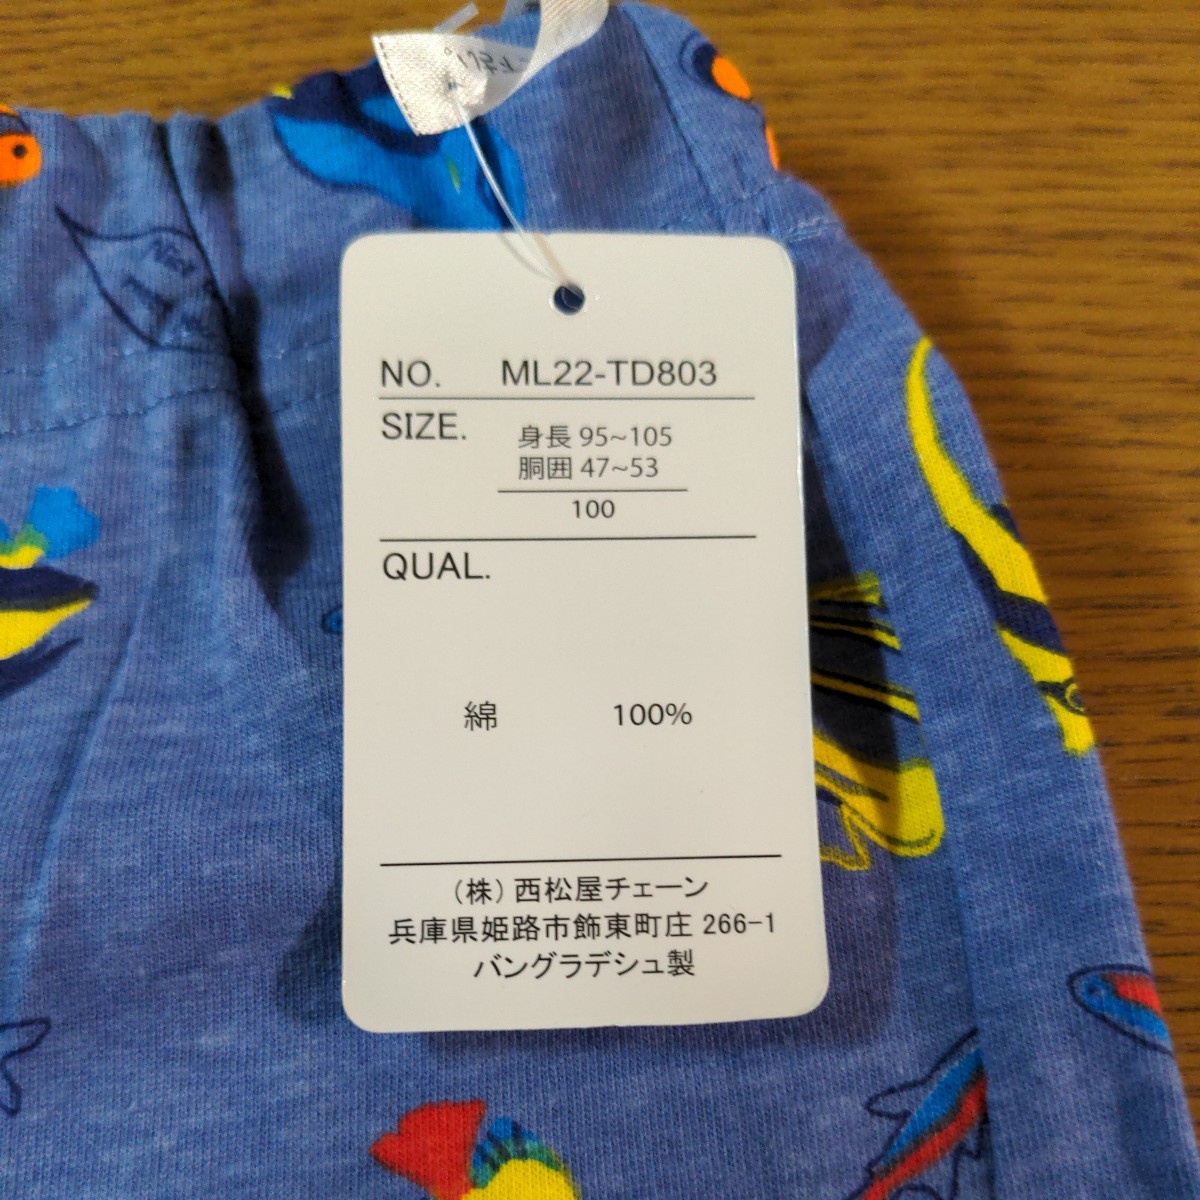 NO. ML22-TD803
SIZE. 身長 95~105
胴囲 47~53
100
QUAL.
綿 100%
（株）西松屋チェーン
兵庫県姫路市飾東町庄 266-1
バングラデシュ製